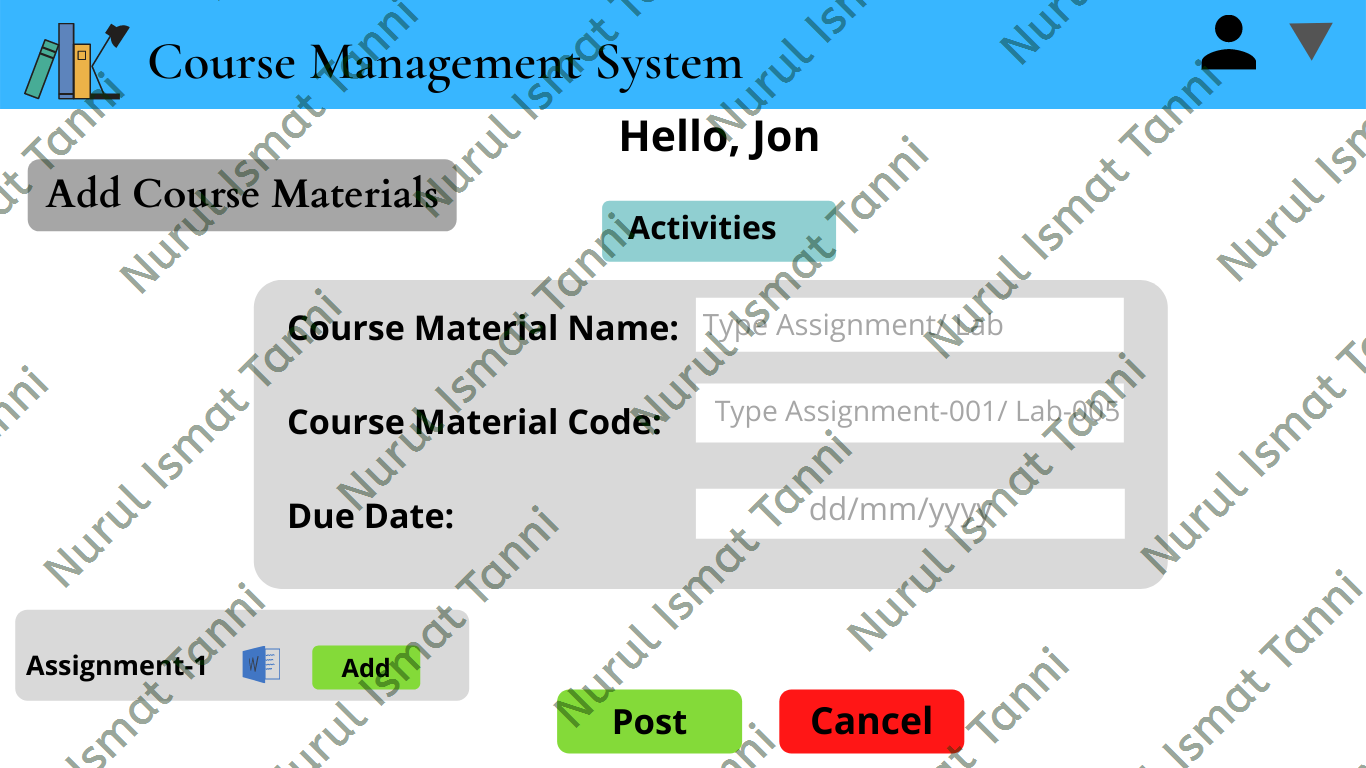 Course Management System
Hello, Jon
Add Course Materials
Activities
Course Material Name: Type Assignment/ Lab
Course Material Code: Type Assignment-001/ Lab-005
Due Date: dd/mm/yyyy
Assignment-1 W Add
Post Cancel
Nurul Ismat Tanni